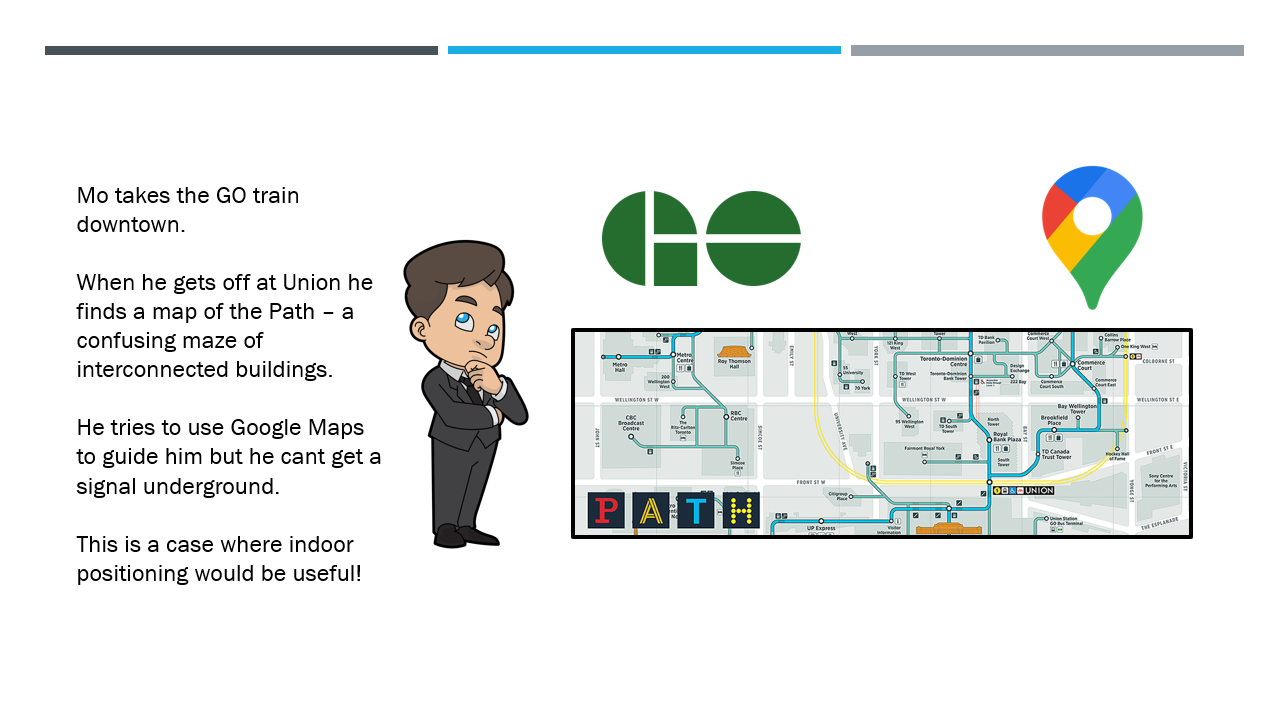 Mo takes the GO train
downtown.
When he gets off at Union he
finds a map of the Path – a
confusing maze of
interconnected buildings.
He tries to use Google Maps
to guide him but he cant get a
signal underground.
This is a case where indoor
positioning would be useful!
GO
West
121 King
West
Tower
TD Bank
Pavilion
Commerce
Court West
Collins
Barrow Place
One King West
COLBORNE ST
Metro
Hall
Metro
Centre
Roy Thomson
Hall
EMILY ST
YORK ST
55
University
70 York
Toronto-Dominion
Centre
Toronto-Dominion
Bank Tower
TD West
Tower
Design
Exchange
222 Bay
Commerce
Court
Commerce
Court South
Commerce
Court East
200
Wellington
West
WELLINGTON ST W
WELLINGTON ST W
WELLINGTON ST E
CBC
Broadcast
Centre
The
Ritz-Carlton
Toronto
RBC
Centre
Simcoe
Place
JOHN ST
SIMCOE ST
UNIVERSITY AVE
95 Wellington
West
TD South
Tower
North
Tower
Royal
Bank Plaza
South
Tower
BAY ST
Bay Wellington
Tower
Brookfield
Place
TD Canada
Trust Tower
Hockey Hall
of Fame
Fairmont Royal York
FRONT ST W
FRONT ST E
YONGE ST
VICTORIA ST
Sony Centre
for the
Performing Arts
THE ESPLANADE
Citigroup
Place
UNION
UP Express
Visitor
Information
Union Station
GO Bus Terminal
PATH